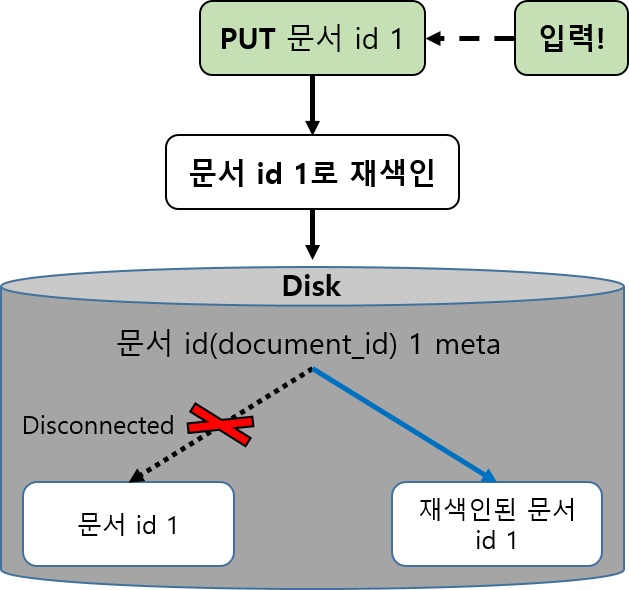 PUT 문서 id 1
입력!
문서 id 1로 재색인
Disk
문서 id(document_id) 1 meta
Disconnected
문서 id 1
재색인된 문서
id 1